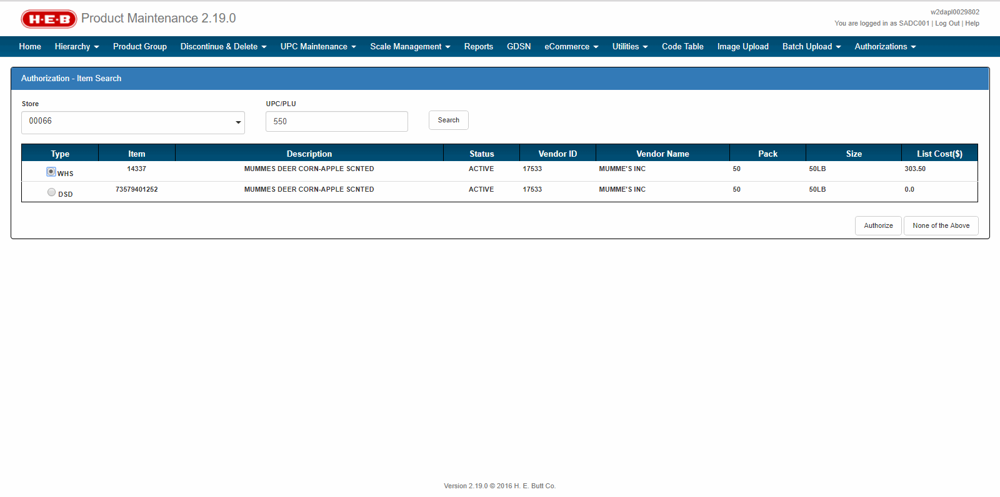 H-E-B Product Maintenance 2.19.0
w2dapl0029802
You are logged in as SADC001 | Log Out | Help
Home Hierarchy Product Group Discontinue & Delete UPC Maintenance Scale Management Reports GDSN eCommerce Utilities Code Table Image Upload Batch Upload Authorizations
Authorization - Item Search
Store UPC/PLU
00066 550 Search
Type Item Description Status Vendor ID Vendor Name Pack Size List Cost($)
WHS 14337 MUMMES DEER CORN-APPLE SCNTED ACTIVE 17533 MUMME'S INC 50 50LB 303.50
DSD 73579401252 MUMMES DEER CORN-APPLE SCNTED ACTIVE 17533 MUMME'S INC 50 50LB 0.0
Authorize None of the Above
Version 2.19.0 © 2016 H. E. Butt Co.